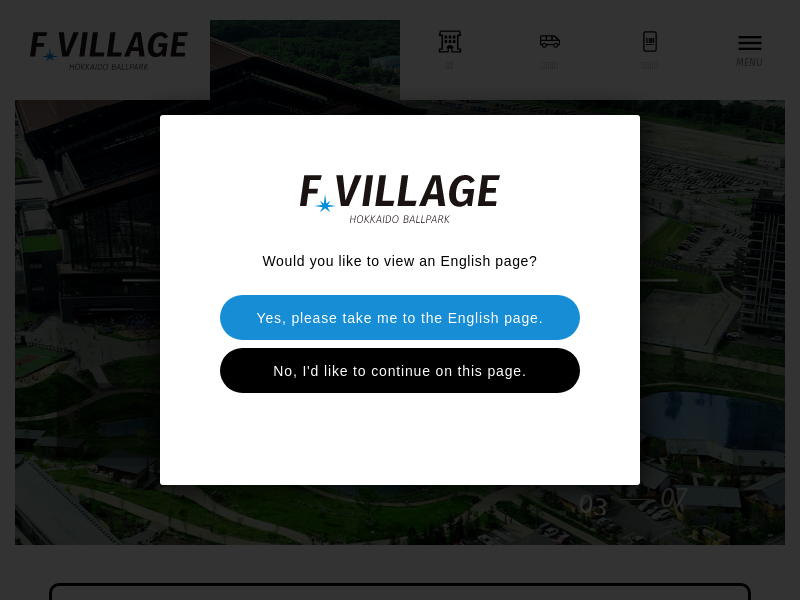 F VILLAGE
HOKKAIDO BALLPARK
MENU
F VILLAGE
HOKKAIDO BALLPARK
Would you like to view an English page?
Yes, please take me to the English page.
No, I'd like to continue on this page.
03 07